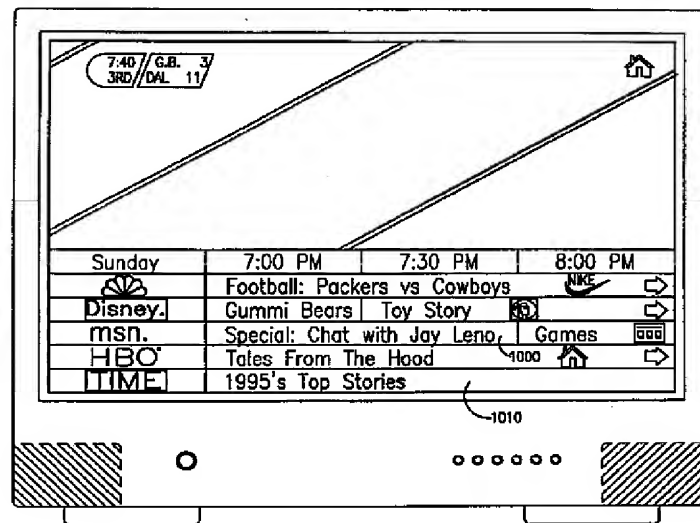 7:40 G.B. 3
3RD DAL 11
Sunday 7:00 PM 7:30 PM 8:00 PM
Football: Packers vs Cowboys NIKE
Disney. Gummi Bears Toy Story
msn. Special: Chat with Jay Leno Games
1000
HBO Tales From The Hood
TIME 1995's Top Stories
1010